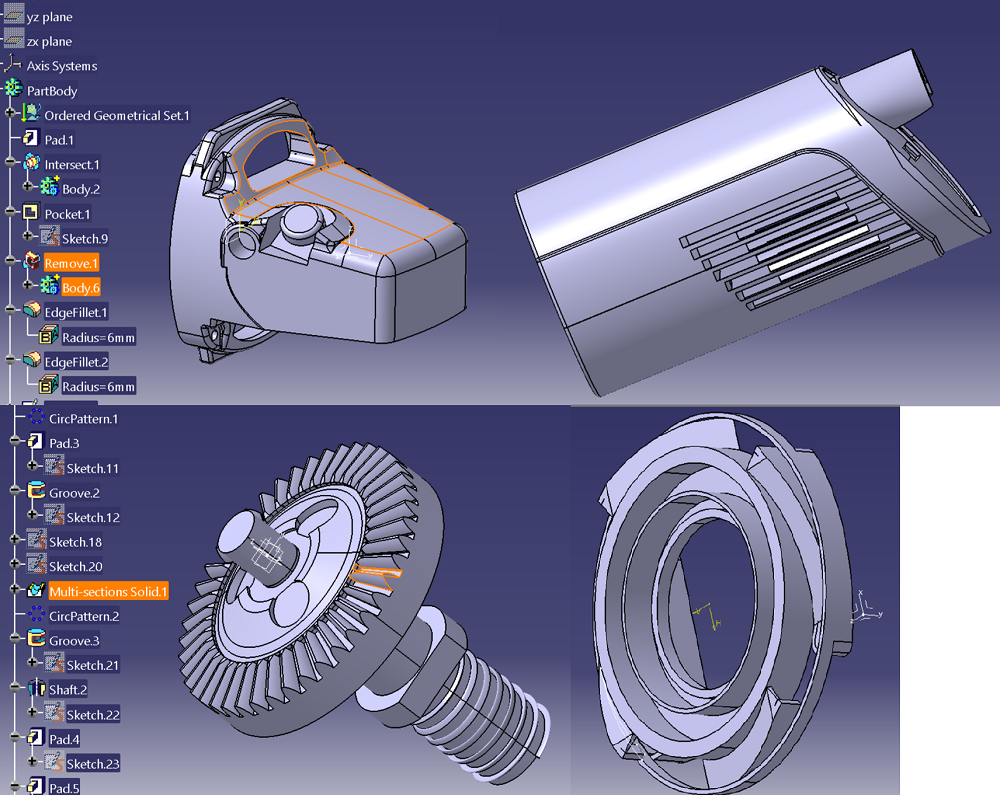 yz plane
zx plane
Axis Systems
PartBody
Ordered Geometrical Set.1
Pad.1
Intersect.1
Body.2
Pocket.1
Sketch.9
Remove.1
Body.6
EdgeFillet.1
Radius=6mm
EdgeFillet.2
Radius=6mm
CircPattern.1
Pad.3
Sketch.11
Groove.2
Sketch.12
Sketch.18
Sketch.20
Multi-sections Solid.1
CircPattern.2
Groove.3
Sketch.21
Shaft.2
Sketch.22
Pad.4
Sketch.23
Pad.5